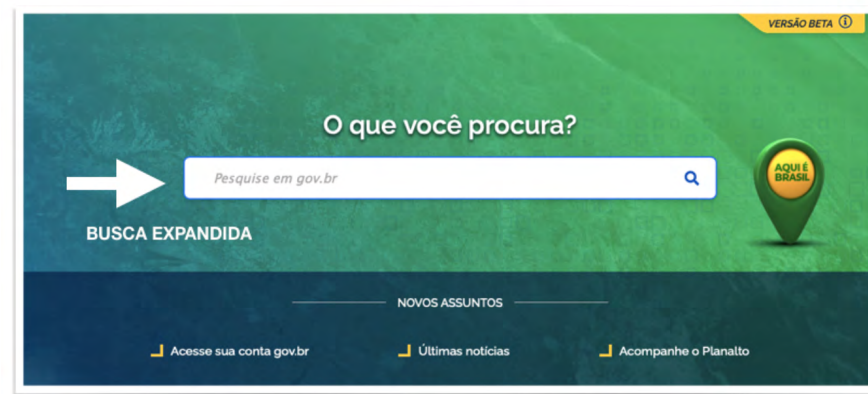 VERSÃO BETA
O que você procura?
Pesquise em gov.br
AQUI É
BRASIL
BUSCA EXPANDIDA
NOVOS ASSUNTOS
Acesse sua conta gov.br
Últimas notícias
Acompanhe o Planalto